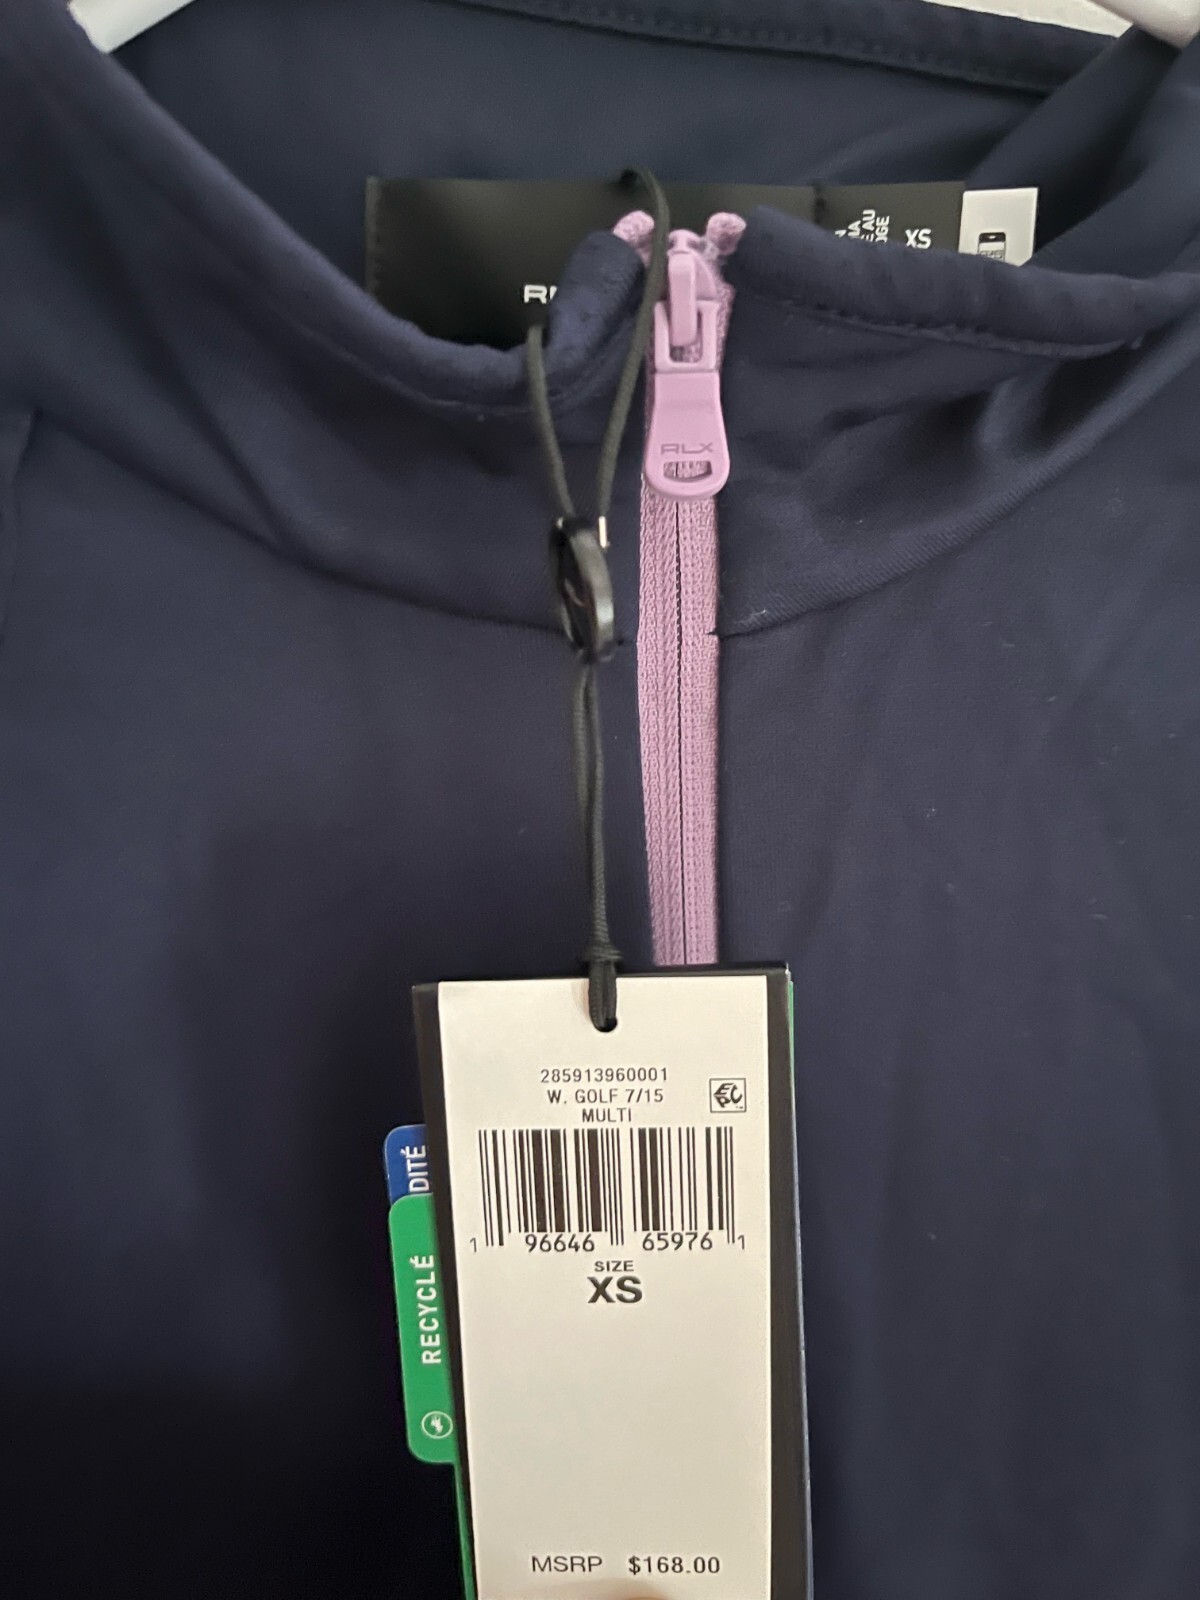 XS
RLX
285913960001
W. GOLF 7/15
MULTI
1 96646 65976 1
SIZE
XS
DITÉ
RECYCLÉ
MSRP $168.00